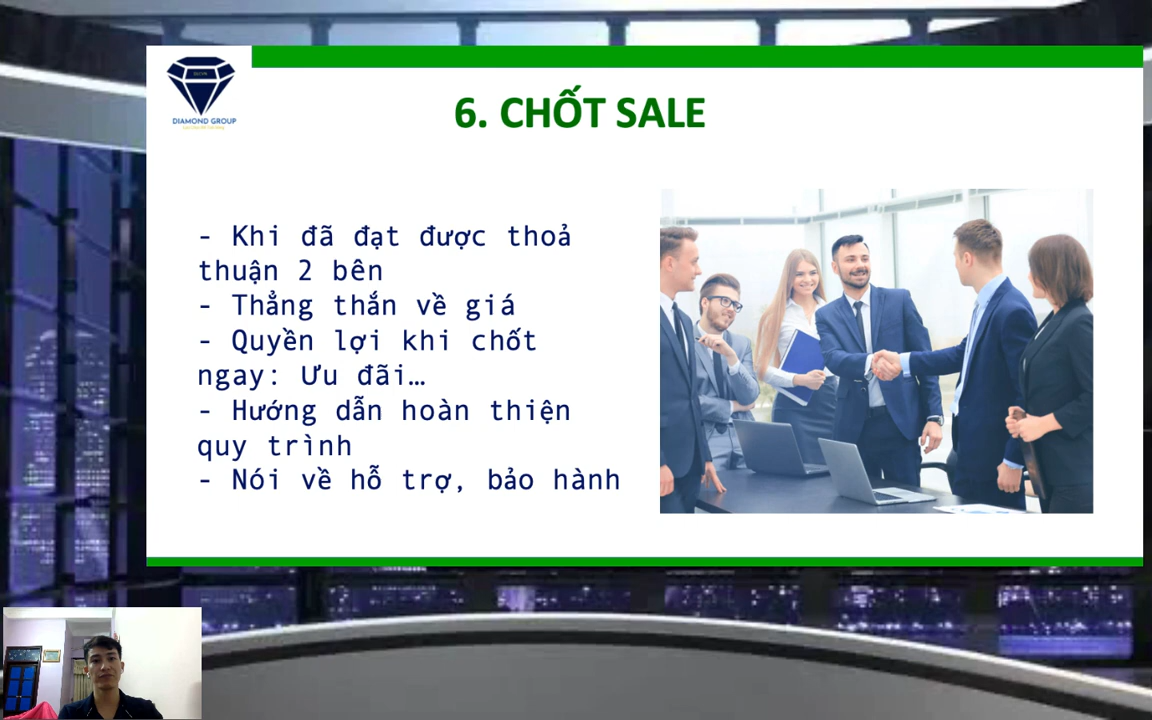 DIAMOND GROUP
6. CHỐT SALE
- Khi đã đạt được thoả
thuận 2 bên
- Thẳng thắn về giá
- Quyền lợi khi chốt
ngay: Ưu đãi…
- Hướng dẫn hoàn thiện
quy trình
- Nói về hỗ trợ, bảo hành